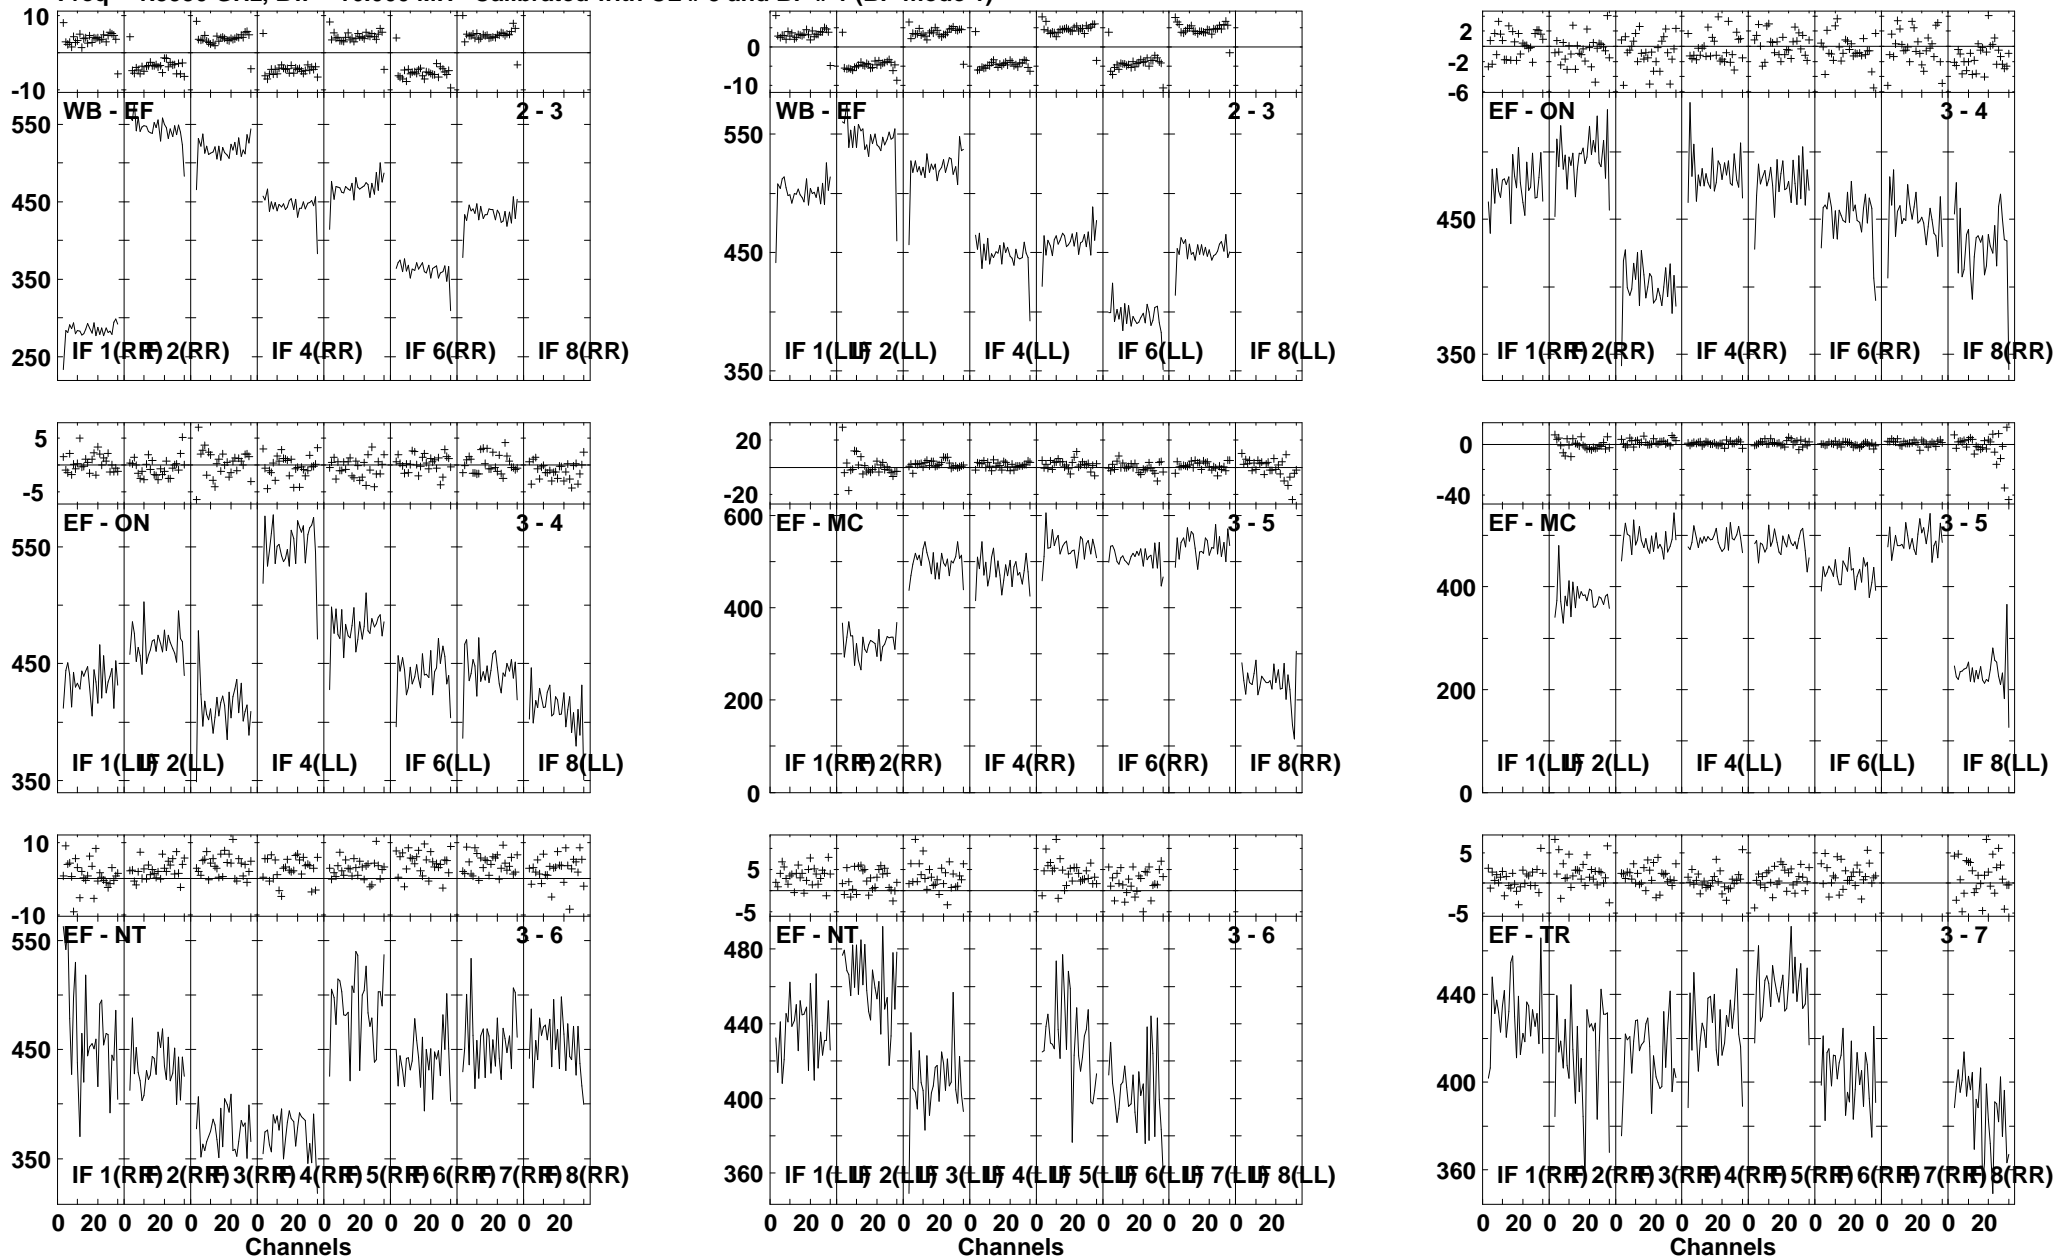 10
0
-10
WB - EF
2 - 3
550
450
350
250
IF 1(RR) IF 2(RR) IF 4(RR) IF 6(RR) IF 8(RR)
10
0
-10
WB - EF
2 - 3
550
450
350
IF 1(LL) IF 2(LL) IF 4(LL) IF 6(LL) IF 8(LL)
2
-2
-6
EF - ON
3 - 4
450
350
IF 1(RR) IF 2(RR) IF 4(RR) IF 6(RR) IF 8(RR)
5
-5
EF - ON
3 - 4
550
450
350
IF 1(LL) IF 2(LL) IF 4(LL) IF 6(LL) IF 8(LL)
20
-20
EF - MC
3 - 5
600
400
200
0
IF 1(RR) IF 2(RR) IF 4(RR) IF 6(RR) IF 8(RR)
0
-40
EF - MC
3 - 5
400
200
0
IF 1(LL) IF 2(LL) IF 4(LL) IF 6(LL) IF 8(LL)
10
-10
EF - NT
3 - 6
550
450
350
IF 1(RR) IF 2(RR) IF 3(RR) IF 4(RR) IF 5(RR) IF 6(RR) IF 7(RR) IF 8(RR)
0 20 0 20 0 20 0 20 0 20 0 20 0 20 0 20
Channels
5
-5
EF - NT
3 - 6
480
440
400
360
IF 1(LL) IF 2(LL) IF 3(LL) IF 4(LL) IF 5(LL) IF 6(LL) IF 7(LL) IF 8(LL)
0 20 0 20 0 20 0 20 0 20 0 20 0 20 0 20
Channels
5
-5
EF - TR
3 - 7
440
400
360
IF 1(RR) IF 2(RR) IF 3(RR) IF 4(RR) IF 5(RR) IF 6(RR) IF 7(RR) IF 8(RR)
0 20 0 20 0 20 0 20 0 20 0 20 0 20 0 20
Channels